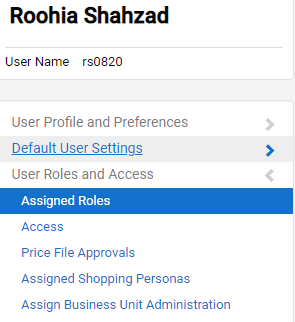 Roohia Shahzad
User Name rs0820
User Profile and Preferences
Default User Settings
User Roles and Access
Assigned Roles
Access
Price File Approvals
Assigned Shopping Personas
Assign Business Unit Administration